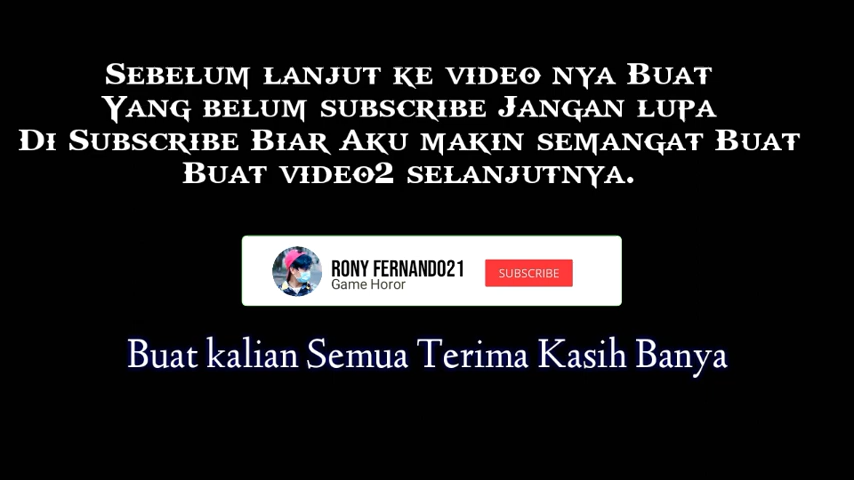 Sebelum lanjut ke video nya Buat
Yang belum subscribe Jangan lupa
Di Subscribe Biar Aku makin semangat Buat
Buat video2 selanjutnya.
RONY FERNANDO21
SUBSCRIBE
Game Horor
Buat kalian Semua Terima Kasih Banya